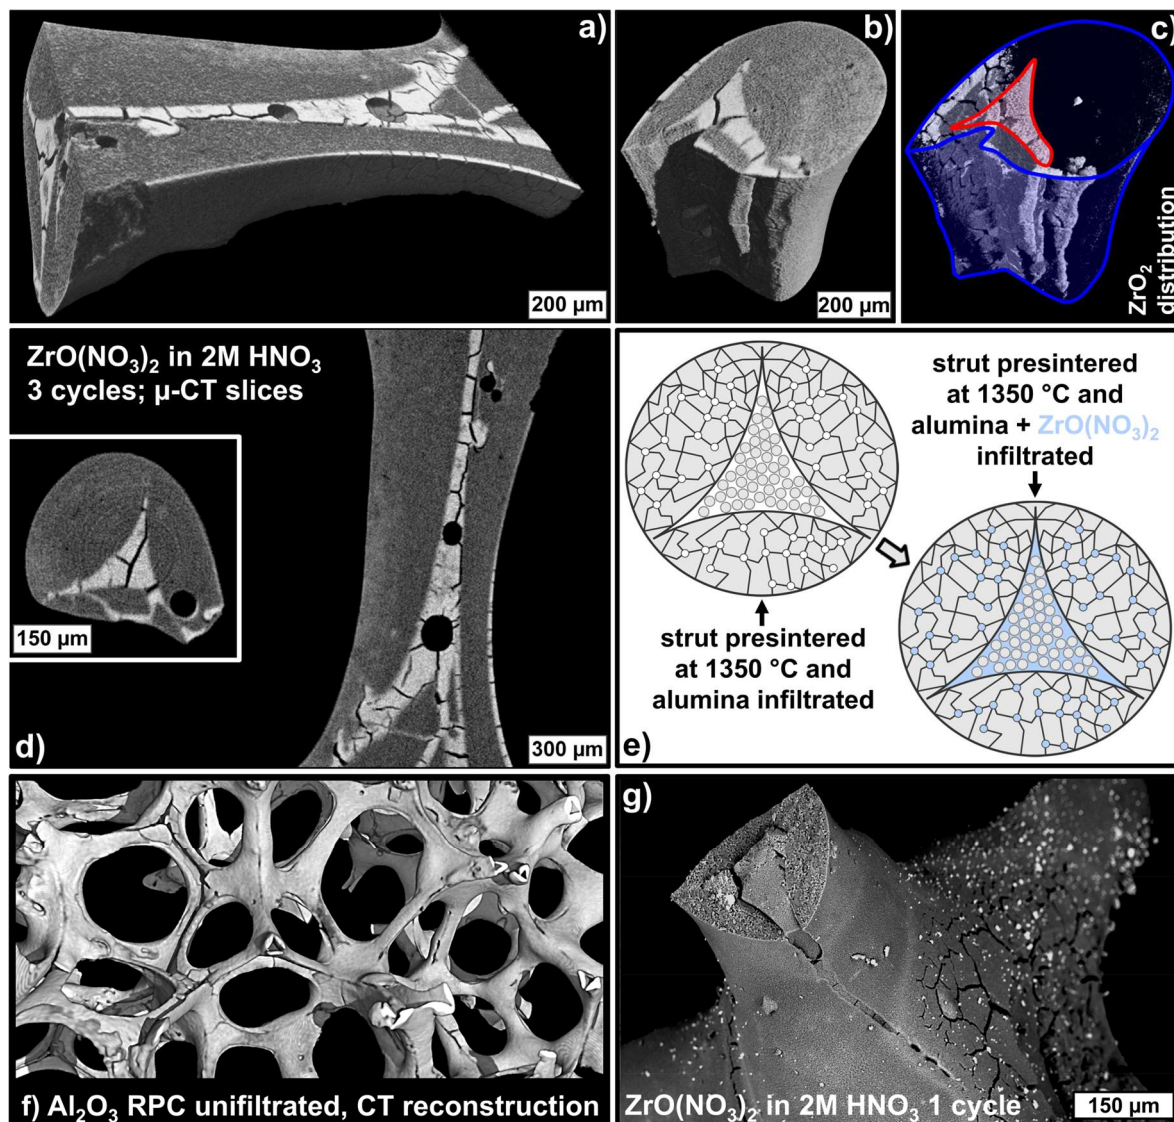 a)
200 µm
b)
200 µm
c)
ZrO2
distribution
ZrO(NO3)2 in 2M HNO3
3 cycles; µ-CT slices
150 µm
d)
300 µm
strut presintered
at 1350 °C and
alumina + ZrO(NO3)2
infiltrated
strut presintered
at 1350 °C and
alumina infiltrated
e)
f) Al2O3 RPC unifiltrated, CT reconstruction
g)
ZrO(NO3)2 in 2M HNO3 1 cycle
150 µm